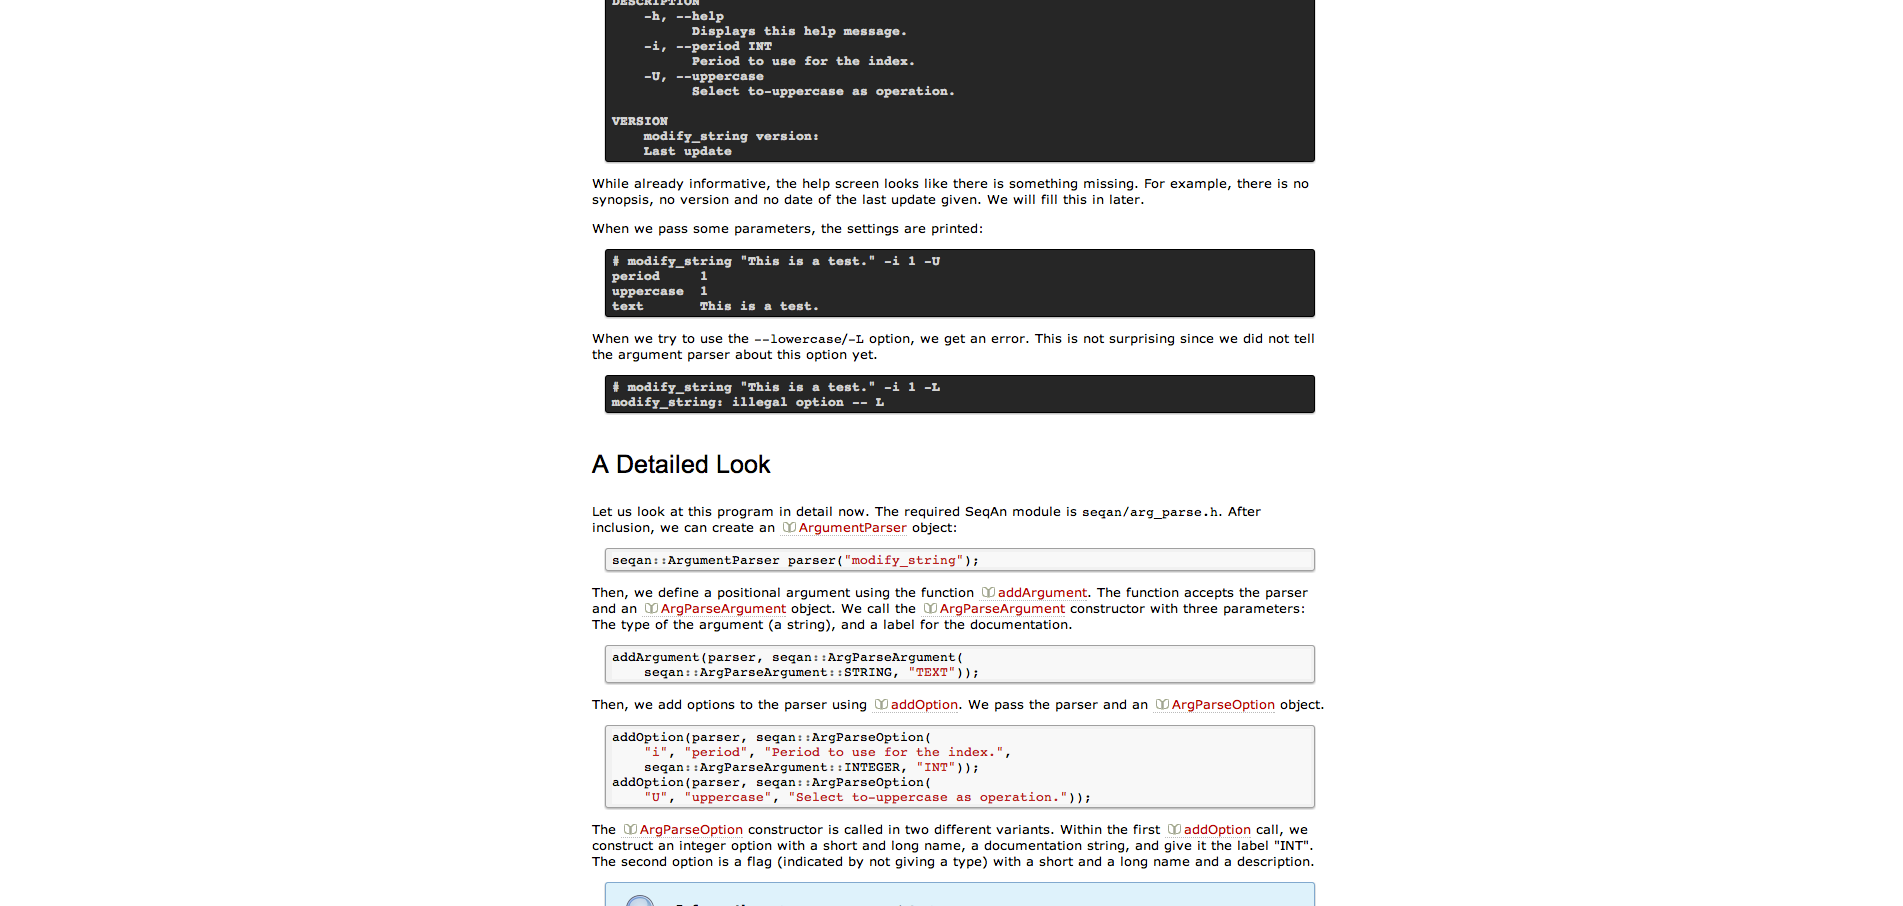 DESCRIPTION
-h, --help
Displays this help message.
-i, --period INT
Period to use for the index.
-U, --uppercase
Select to-uppercase as operation.
VERSION
modify_string version:
Last update
While already informative, the help screen looks like there is something missing. For example, there is no
synopsis, no version and no date of the last update given. We will fill this in later.
When we pass some parameters, the settings are printed:
# modify_string "This is a test." -i 1 -U
period 1
uppercase 1
text This is a test.
When we try to use the --lowercase/-L option, we get an error. This is not surprising since we did not tell
the argument parser about this option yet.
# modify_string "This is a test." -i 1 -L
modify_string: illegal option -- L
A Detailed Look
Let us look at this program in detail now. The required SeqAn module is seqan/arg_parse.h. After
inclusion, we can create an ArgumentParser object:
seqan::ArgumentParser parser("modify_string");
Then, we define a positional argument using the function addArgument. The function accepts the parser
and an ArgParseArgument object. We call the ArgParseArgument constructor with three parameters:
The type of the argument (a string), and a label for the documentation.
addArgument(parser, seqan::ArgParseArgument(
seqan::ArgParseArgument::STRING, "TEXT"));
Then, we add options to the parser using addOption. We pass the parser and an ArgParseOption object.
addOption(parser, seqan::ArgParseOption(
"i", "period", "Period to use for the index.",
seqan::ArgParseArgument::INTEGER, "INT"));
addOption(parser, seqan::ArgParseOption(
"U", "uppercase", "Select to-uppercase as operation."));
The ArgParseOption constructor is called in two different variants. Within the first addOption call, we
construct an integer option with a short and long name, a documentation string, and give it the label "INT".
The second option is a flag (indicated by not giving a type) with a short and a long name and a description.